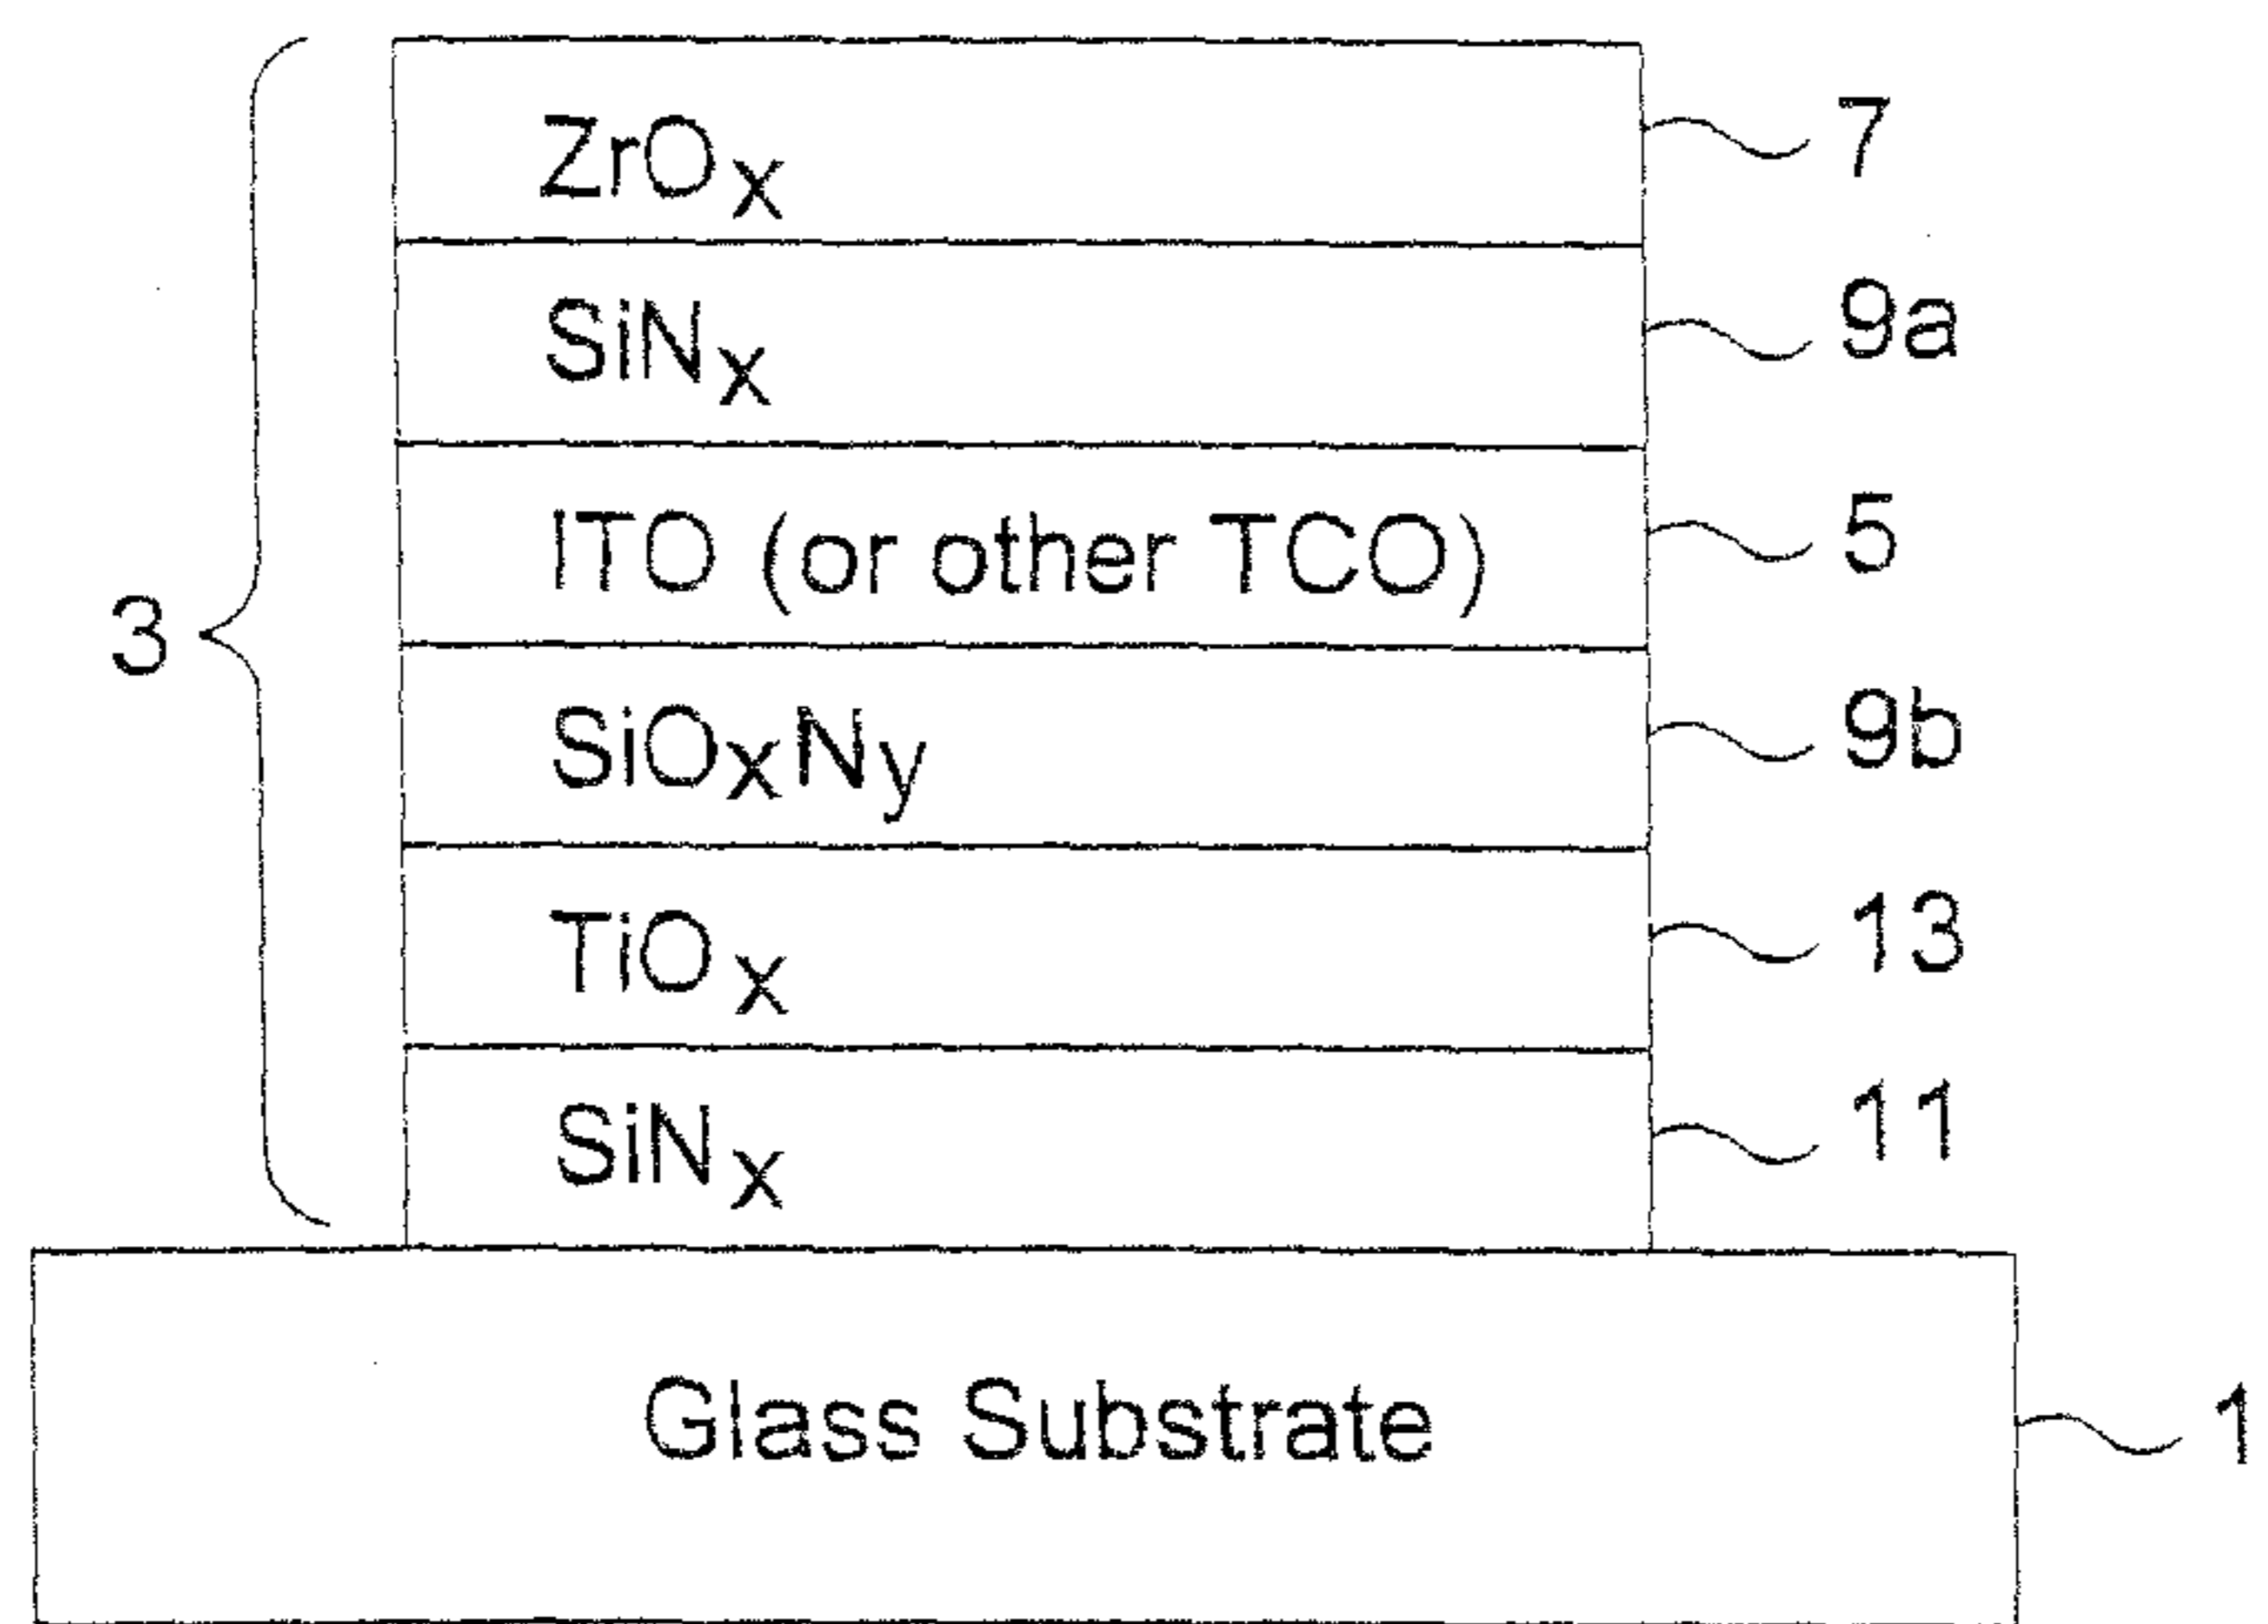 ZrOx 7
SiNx 9a
ITO (or other TCO) 5
3
SiOxNy 9b
TiOx 13
SiNx 11
Glass Substrate 1